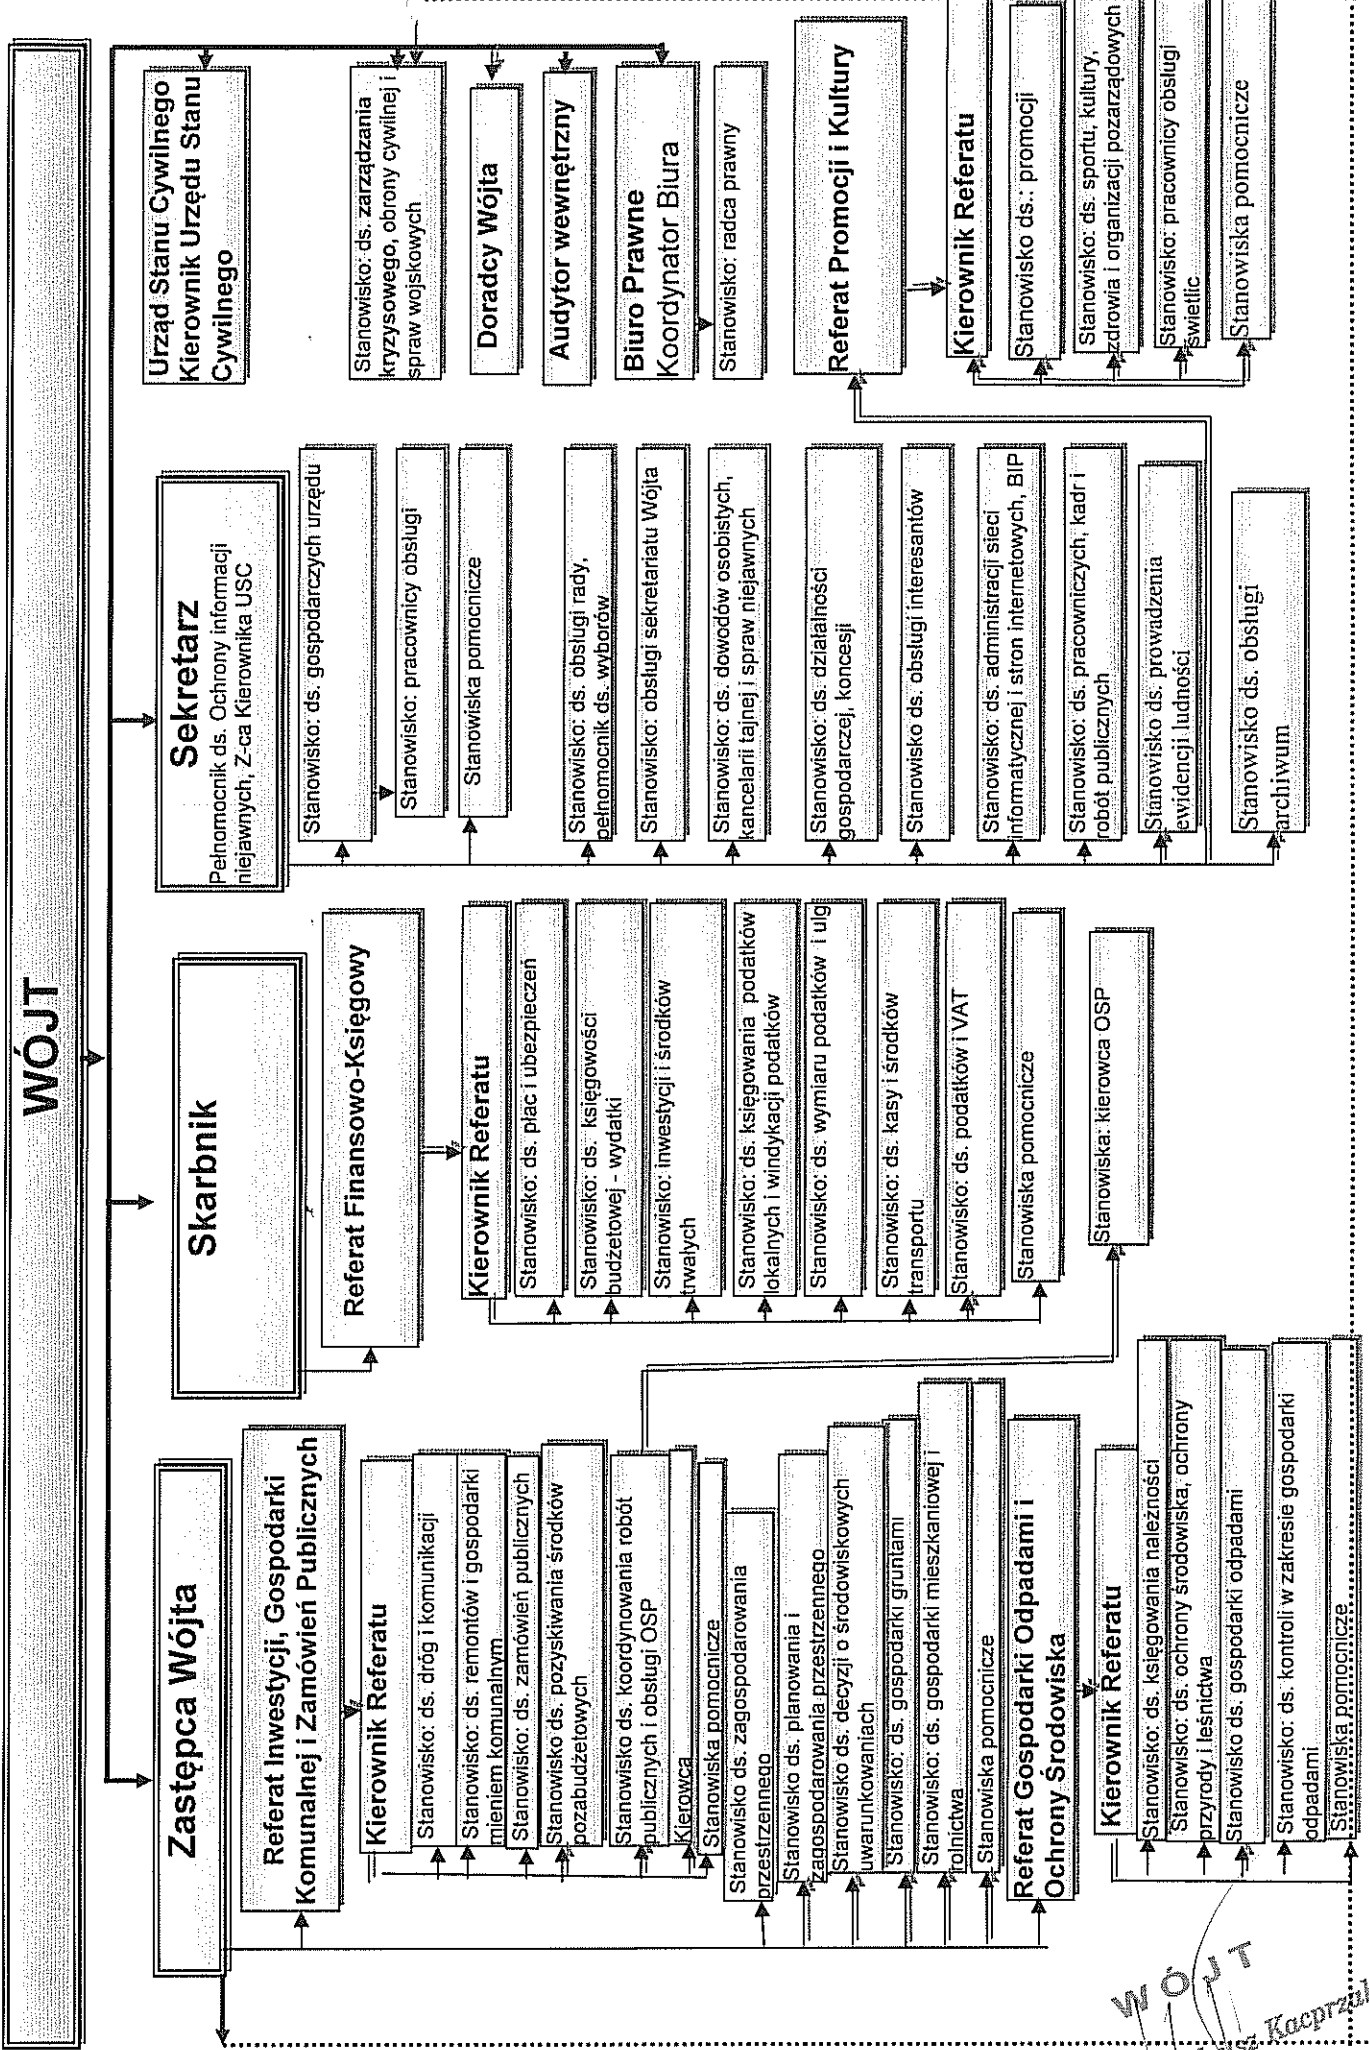 WÓJT
Zastępca Wójta
Referat Inwestycji, Gospodarki
Komunalnej i Zamówień Publicznych
Kierownik Referatu
Stanowisko: ds. dróg i komunikacji
Stanowisko: ds. remontów i gospodarki
mieniem komunalnym
Stanowisko: ds. zamówień publicznych
Stanowisko ds. pozyskiwania środków
pozabudżetowych
Stanowisko ds. koordynowania robót
publicznych i obsługi OSP
Kierowca
Stanowiska pomocnicze
Stanowisko ds. zagospodarowania
przestrzennego
Stanowisko ds. planowania i
zagospodarowania przestrzennego
Stanowisko ds. decyzji o środowiskowych
uwarunkowaniach
Stanowisko: ds. gospodarki gruntami
Stanowisko: ds. gospodarki mieszkaniowej i
rolnictwa
Stanowiska pomocnicze
Referat Gospodarki Odpadami i
Ochrony Środowiska
Kierownik Referatu
Stanowisko: ds. księgowania należności
Stanowisko: ds. ochrony środowiska, ochrony
przyrody i leśnictwa
Stanowisko ds. gospodarki odpadami
Stanowisko: ds. kontroli w zakresie gospodarki
odpadami
Stanowiska pomocnicze
Skarbnik
Referat Finansowo-Księgowy
Kierownik Referatu
Stanowisko: ds. płac i ubezpieczeń
Stanowisko: ds. księgowości
budżetowej - wydatki
Stanowisko: inwestycji i środków
trwałych
Stanowisko: ds. księgowania podatków
lokalnych i windykacji podatków
Stanowisko: ds. wymiaru podatków i ulg
Stanowisko: ds. kasy i środków
transportu
Stanowisko: ds. podatków i VAT
Stanowiska pomocnicze
Stanowiska: kierowca OSP
Sekretarz
Pełnomocnik ds. Ochrony informacji
niejawnych, Z-ca Kierownika USC
Stanowisko: ds. gospodarczych urzędu
Stanowisko: pracownicy obsługi
Stanowiska pomocnicze
Stanowisko: ds. obsługi rady,
pełnomocnik ds. wyborów
Stanowisko: obsługi sekretariatu Wójta
Stanowisko: ds. dowodów osobistych,
kancelarii tajnej i spraw niejawnych
Stanowisko: ds. działalności
gospodarczej, koncesji
Stanowisko: ds. obsługi interesantów
Stanowisko: ds. administracji sieci
informatycznej i stron internetowych, BIP
Stanowisko: ds. pracowniczych, kadr i
robót publicznych
Stanowisko ds. prowadzenia
ewidencji ludności
Stanowisko ds. obsługi
archiwum
Urząd Stanu Cywilnego
Kierownik Urzędu Stanu
Cywilnego
Stanowisko: ds. zarządzania
kryzysowego, obrony cywilnej i
spraw wojskowych
Doradcy Wójta
Audytor wewnętrzny
Biuro Prawne
Koordynator Biura
Stanowisko: radca prawny
Referat Promocji i Kultury
Kierownik Referatu
Stanowisko ds.: promocji
Stanowisko: ds. sportu, kultury,
zdrowia i organizacji pozarządowych
Stanowisko: pracownicy obsługi
świetlic
Stanowiska pomocnicze
WÓJT